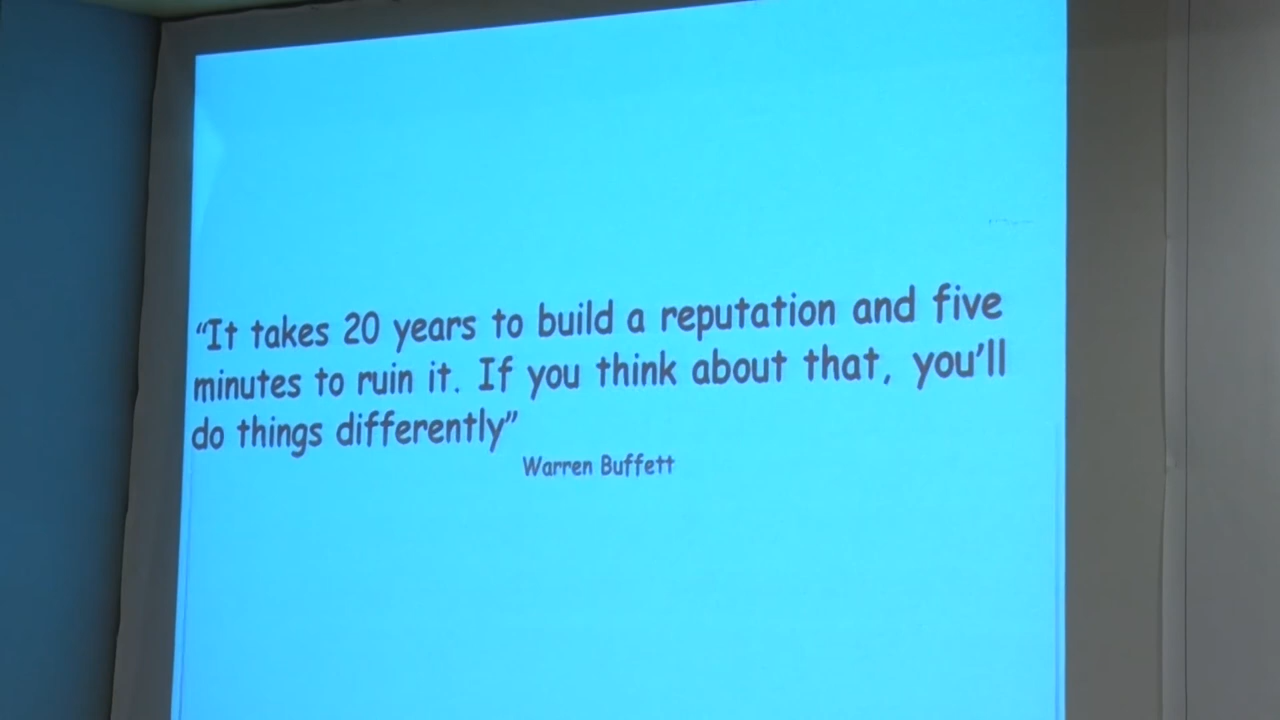 “It takes 20 years to build a reputation and five
minutes to ruin it. If you think about that, you’ll
do things differently”
Warren Buffett